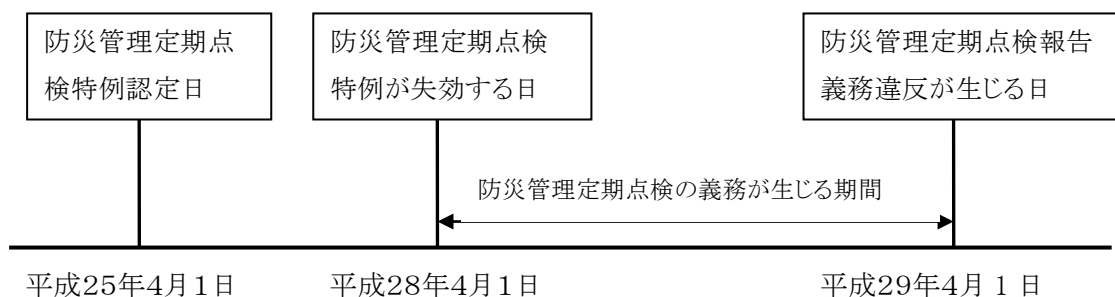 防災管理定期点
検特例認定日
防災管理定期点検
特例が失効する日
防災管理定期点検報告
義務違反が生じる日
防災管理定期点検の義務が生じる期間
平成25年4月1日
平成28年4月1日
平成29年4月1日